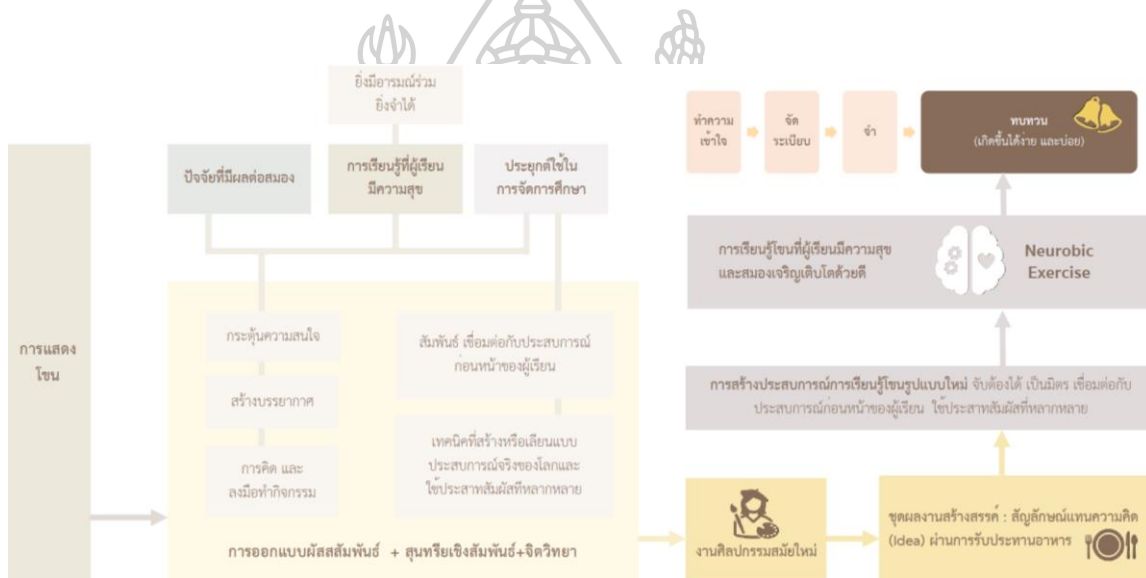 ยิ่งมีอารมณ์ร่วม
ยิ่งจำได้
ปัจจัยที่มีผลต่อสมอง
การเรียนรู้ที่ผู้เรียน
มีความสุข
ประยุกต์ใช้ใน
การจัดการศึกษา
การแสดง
โขน
กระตุ้นความสนใจ
สร้างบรรยากาศ
การคิด และ
ลงมือทำกิจกรรม
สัมพันธ์ เชื่อมต่อกับประสบการณ์
ก่อนหน้าของผู้เรียน
เทคนิคที่สร้างหรือเลียนแบบ
ประสบการณ์จริงของโลกและ
ใช้ประสาทสัมผัสที่หลากหลาย
การออกแบบผัสสสัมพันธ์ + สุนทรียเชิงสัมพันธ์+จิตวิทยา
ทำความ
เข้าใจ
จัด
ระเบียบ
จำ
ทบทวน
(เกิดขึ้นได้ง่าย และบ่อย)
การเรียนรู้โขนที่ผู้เรียนมีความสุข
และสมองเจริญเติบโตด้วยดี
Neurobic
Exercise
การสร้างประสบการณ์การเรียนรู้โขนรูปแบบใหม่ จับต้องได้ เป็นมิตร เชื่อมต่อกับ
ประสบการณ์ก่อนหน้าของผู้เรียน ใช้ประสาทสัมผัสที่หลากหลาย
งานศิลปกรรมสมัยใหม่
ชุดผลงานสร้างสรรค์ : สัญลักษณ์แทนความคิด
(Idea) ผ่านการรับประทานอาหาร